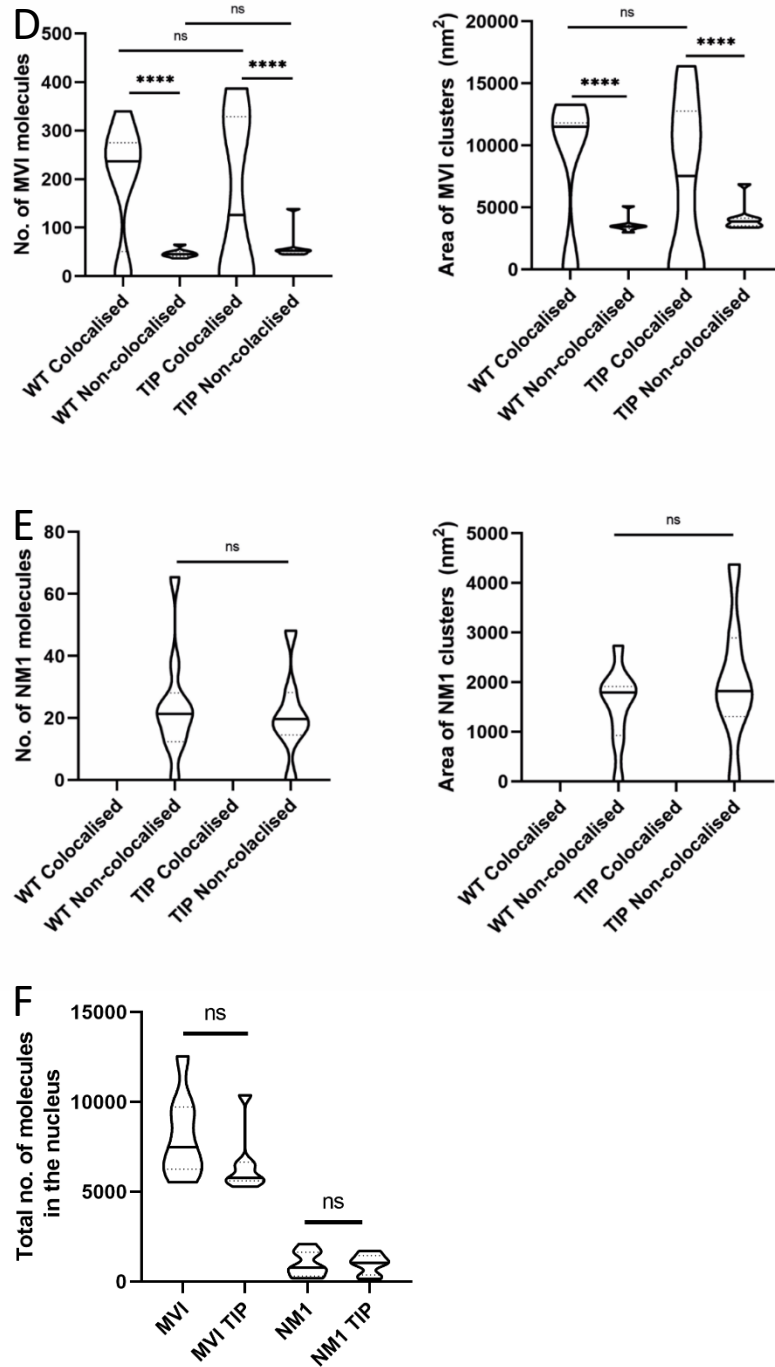 D
No. of MVI molecules
500
400
300
200
100
0
ns
ns
****
****
WT Colocalised
WT Non-colocalised
TIP Colocalised
TIP Non-colaclised
Area of MVI clusters (nm²)
20000
15000
10000
5000
0
ns
****
****
WT Colocalised
WT Non-colocalised
TIP Colocalised
TIP Non-colocalised
E
No. of NM1 molecules
80
60
40
20
0
ns
WT Colocalised
WT Non-colocalised
TIP Colocalised
TIP Non-colaclised
Area of NM1 clusters (nm²)
5000
4000
3000
2000
1000
0
ns
WT Colocalised
WT Non-colocalised
TIP Colocalised
TIP Non-colocalised
F
Total no. of molecules
in the nucleus
15000
10000
5000
0
ns
ns
MVI
MVI TIP
NM1
NM1 TIP